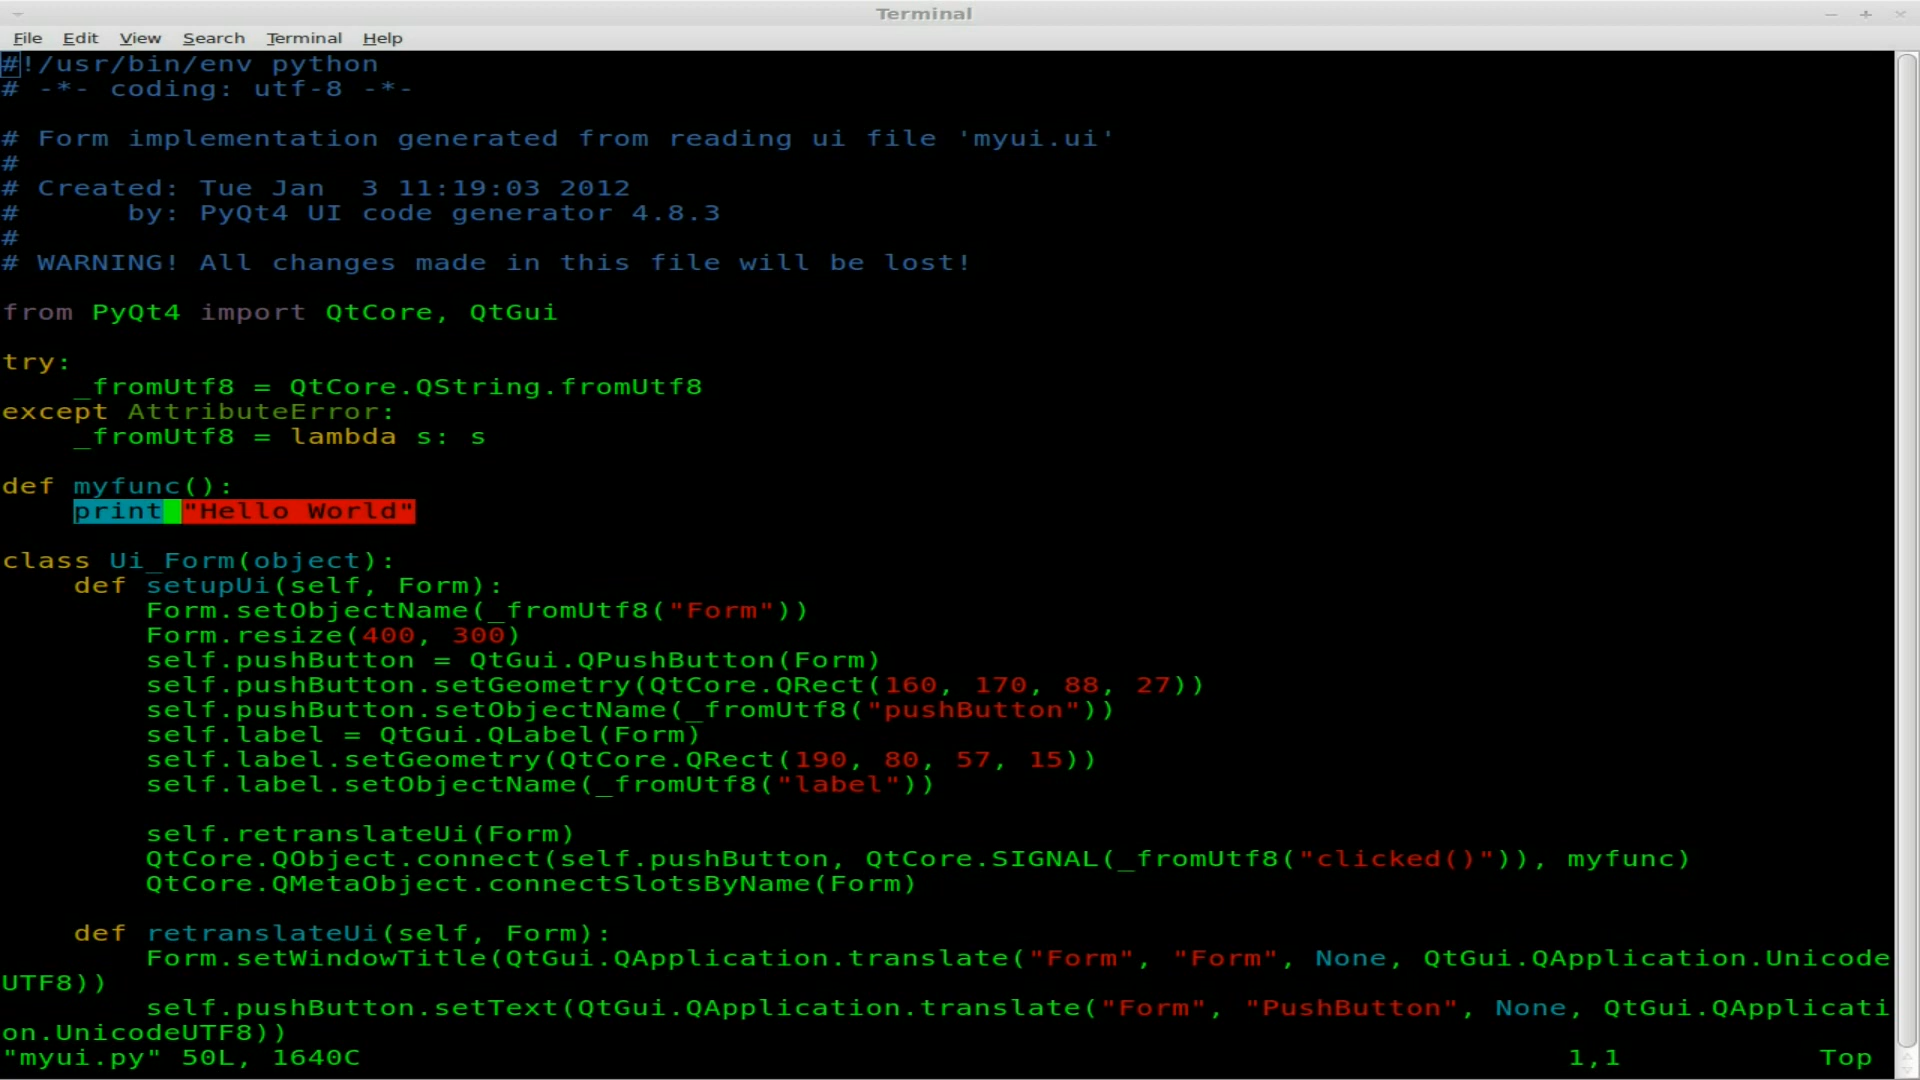 Terminal
File Edit View Search Terminal Help
#!/usr/bin/env python
# -*- coding: utf-8 -*-
# Form implementation generated from reading ui file 'myui.ui'
#
# Created: Tue Jan  3 11:19:03 2012
#      by: PyQt4 UI code generator 4.8.3
#
# WARNING! All changes made in this file will be lost!
from PyQt4 import QtCore, QtGui
try:
    _fromUtf8 = QtCore.QString.fromUtf8
except AttributeError:
    _fromUtf8 = lambda s: s
def myfunc():
    print "Hello World"
class Ui_Form(object):
    def setupUi(self, Form):
        Form.setObjectName(_fromUtf8("Form"))
        Form.resize(400, 300)
        self.pushButton = QtGui.QPushButton(Form)
        self.pushButton.setGeometry(QtCore.QRect(160, 170, 88, 27))
        self.pushButton.setObjectName(_fromUtf8("pushButton"))
        self.label = QtGui.QLabel(Form)
        self.label.setGeometry(QtCore.QRect(190, 80, 57, 15))
        self.label.setObjectName(_fromUtf8("label"))
        self.retranslateUi(Form)
        QtCore.QObject.connect(self.pushButton, QtCore.SIGNAL(_fromUtf8("clicked()")), myfunc)
        QtCore.QMetaObject.connectSlotsByName(Form)
    def retranslateUi(self, Form):
        Form.setWindowTitle(QtGui.QApplication.translate("Form", "Form", None, QtGui.QApplication.Unicode
UTF8))
        self.pushButton.setText(QtGui.QApplication.translate("Form", "PushButton", None, QtGui.QApplicati
on.UnicodeUTF8))
"myui.py" 50L, 1640C 1,1 Top